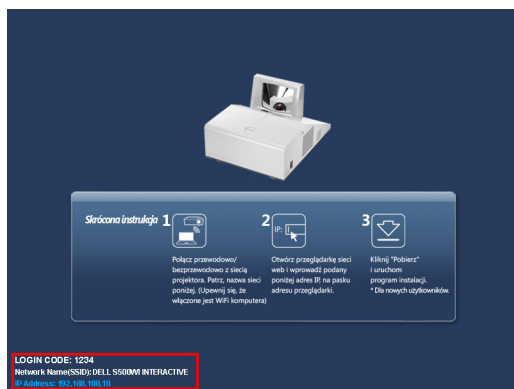 Skrócona instrukcja 1
2
IP:
3
Połącz przewodowo/
bezprzewodowo z siecią
projektora. Patrz, nazwa sieci
poniżej. (Upewnij się, że
włączone jest WiFi komputera)
Otwórz przeglądarkę sieci
web i wprowadź podany
poniżej adres IP, na pasku
adresu przeglądarki.
Kliknij "Pobierz"
i uruchom
program instalacji.
* Dla nowych użytkowników.
LOGIN CODE: 1234
Network Name(SSID): DELL S500WI INTERACTIVE
IP Address: 192.168.100.10